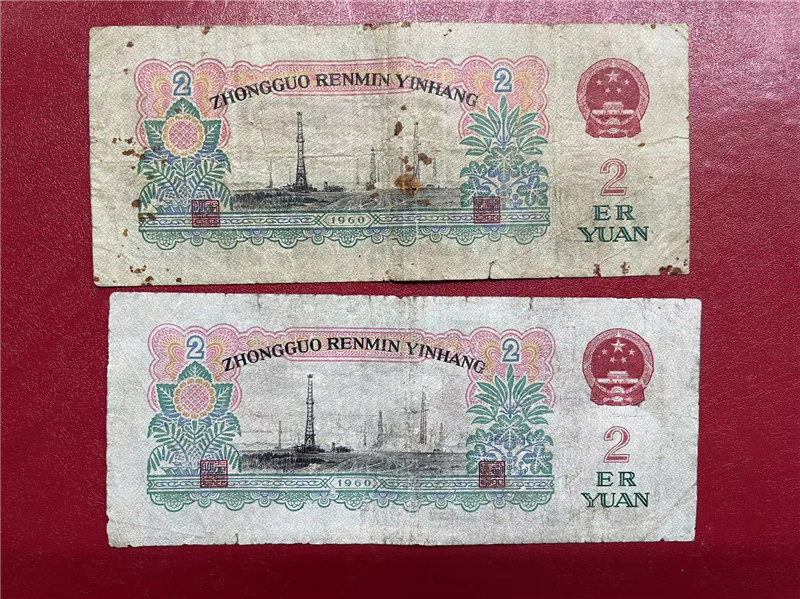 2 2
ZHONGGUO RENMIN YINHANG
2
ER
YUAN
1960
2 2
ZHONGGUO RENMIN YINHANG
2
ER
YUAN
1960